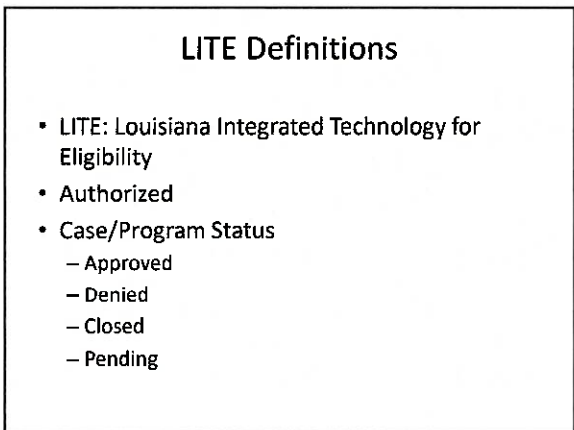 LITE Definitions
• LITE: Louisiana Integrated Technology for
Eligibility
• Authorized
• Case/Program Status
– Approved
– Denied
– Closed
– Pending